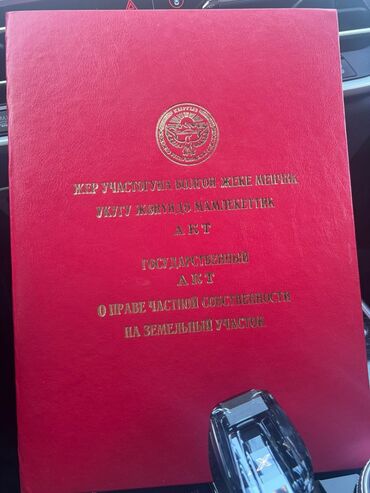 ЖЕР УЧАСТОГУНА БОЛГОН ЖЕКЕ МЕНЧИК
УКУГУ ЖӨНҮНДӨ МАМЛЕКЕТТИК
АКТ
ГОСУДАРСТВЕННЫЙ
АКТ
О ПРАВЕ ЧАСТНОЙ СОБСТВЕННОСТИ
НА ЗЕМЕЛЬНЫЙ УЧАСТОК